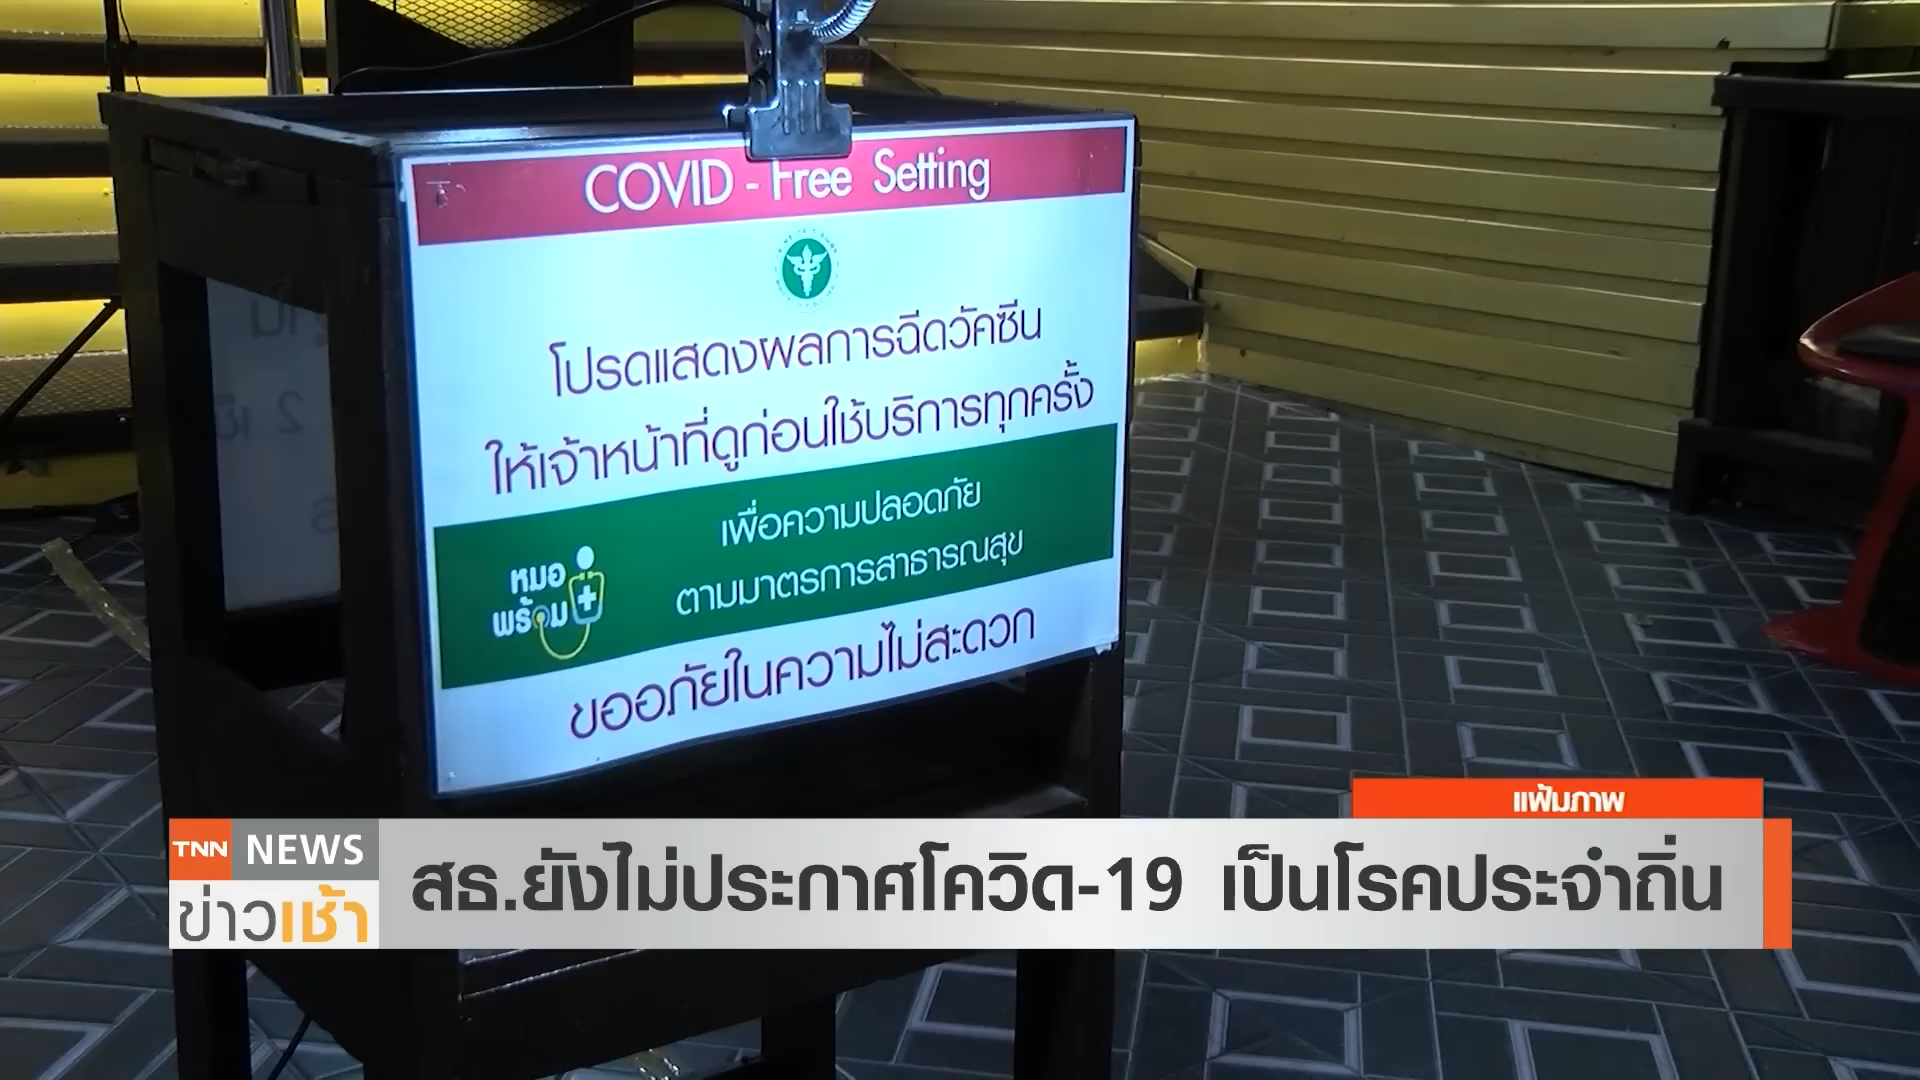 COVID - Free Setting
โปรดแสดงผลการฉีดวัคซีน
ให้เจ้าหน้าที่ดูก่อนใช้บริการทุกครั้ง
หมอ
พร้อม
เพื่อความปลอดภัย
ตามมาตรการสาธารณสุข
ขออภัยในความไม่สะดวก
แฟ้มภาพ
TNN NEWS
ข่าวเช้า
สธ.ยังไม่ประกาศโควิด-19 เป็นโรคประจำถิ่น